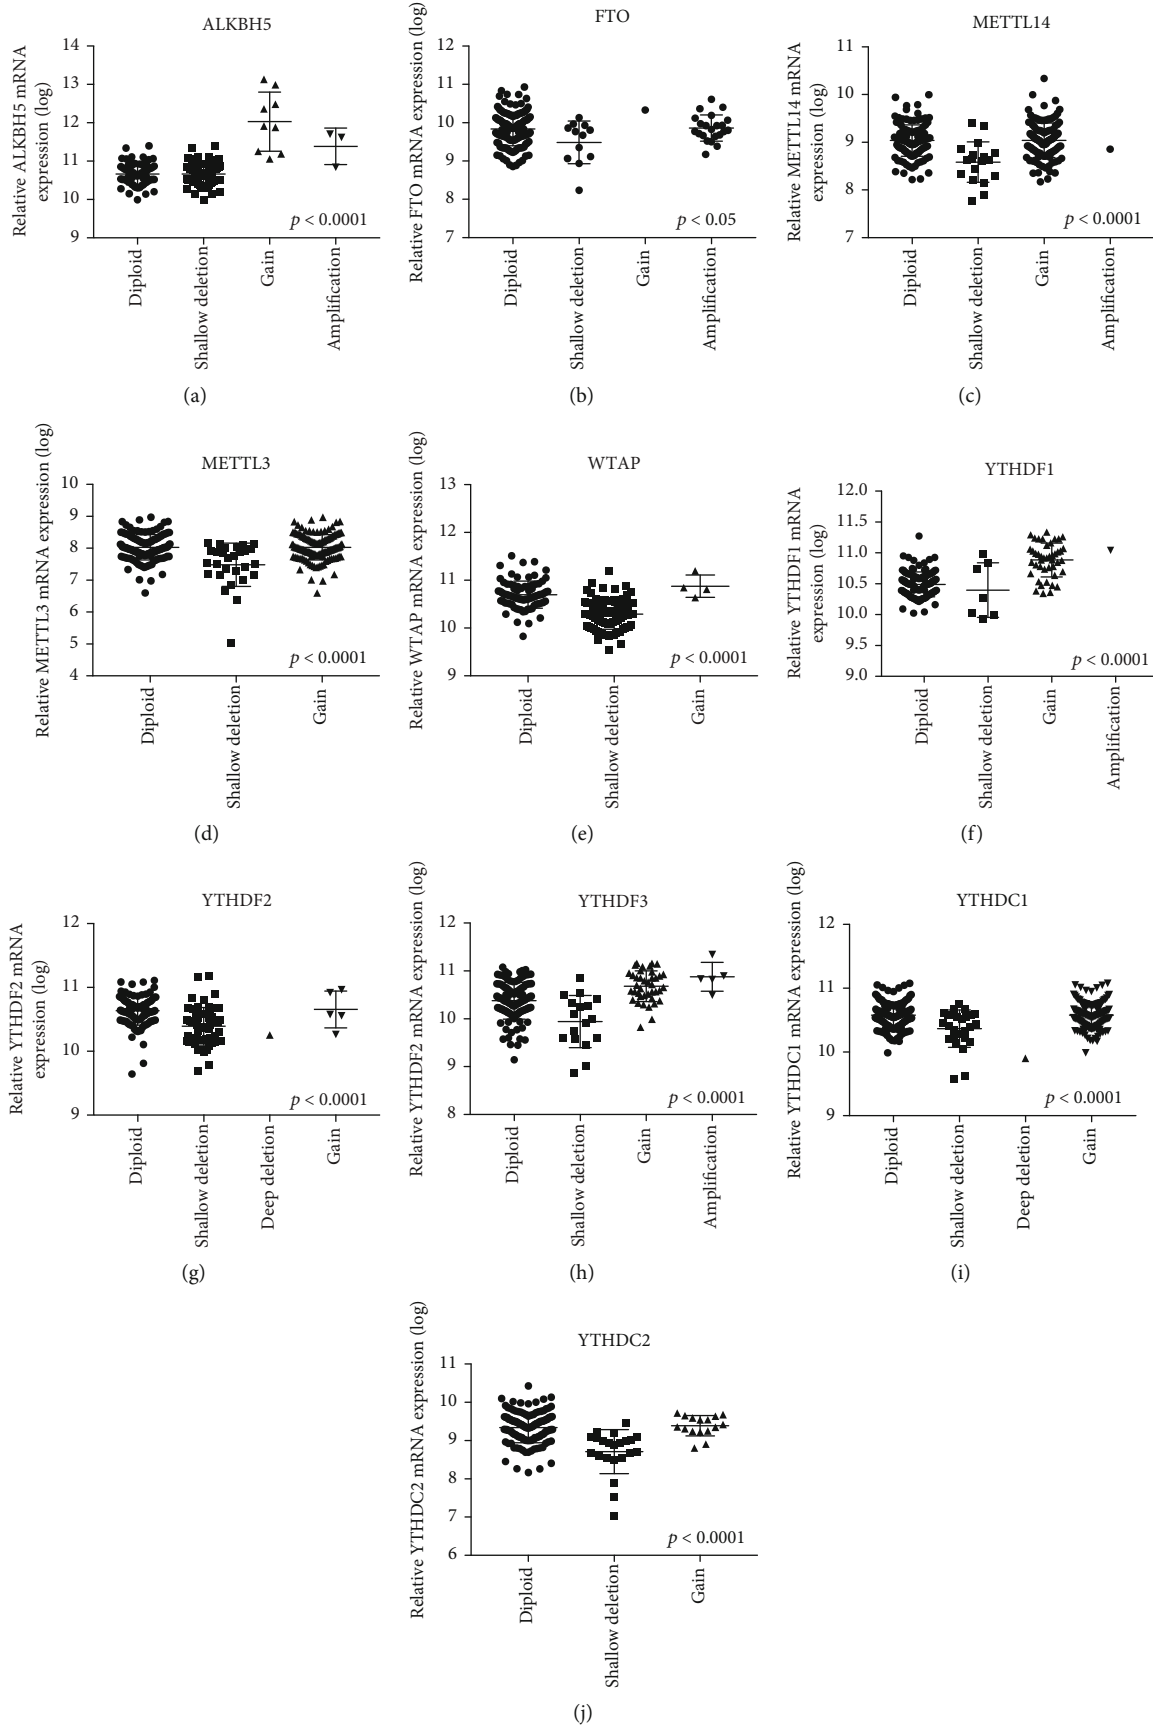 ALKBH5
Relative ALKBH5 mRNA
expression (log)
14
13
12
11
10
9
p < 0.0001
Diploid
Shallow deletion
Gain
Amplification
(a)
FTO
Relative FTO mRNA expression (log)
12
11
10
9
8
7
p < 0.05
Diploid
Shallow deletion
Gain
Amplification
(b)
METTL14
Relative METTL14 mRNA
expression (log)
11
10
9
8
7
p < 0.0001
Diploid
Shallow deletion
Gain
Amplification
(c)
METTL3
Relative METTL3 mRNA expression (log)
10
9
8
7
6
5
4
p < 0.0001
Diploid
Shallow deletion
Gain
(d)
WTAP
Relative WTAP mRNA expression (log)
13
12
11
10
9
p < 0.0001
Diploid
Shallow deletion
Gain
(e)
YTHDF1
Relative YTHDF1 mRNA
expression (log)
12.0
11.5
11.0
10.5
10.0
9.5
9.0
p < 0.0001
Diploid
Shallow deletion
Gain
Amplification
(f)
YTHDF2
Relative YTHDF2 mRNA
expression (log)
12
11
10
9
p < 0.0001
Diploid
Shallow deletion
Deep deletion
Gain
(g)
YTHDF3
Relative YTHDF2 mRNA expression (log)
12
11
10
9
8
p < 0.0001
Diploid
Shallow deletion
Gain
Amplification
(h)
YTHDC1
Relative YTHDC1 mRNA expression (log)
12
11
10
9
p < 0.0001
Diploid
Shallow deletion
Deep deletion
Gain
(i)
YTHDC2
Relative YTHDC2 mRNA expression (log)
11
10
9
8
7
6
p < 0.0001
Diploid
Shallow deletion
Gain
(j)